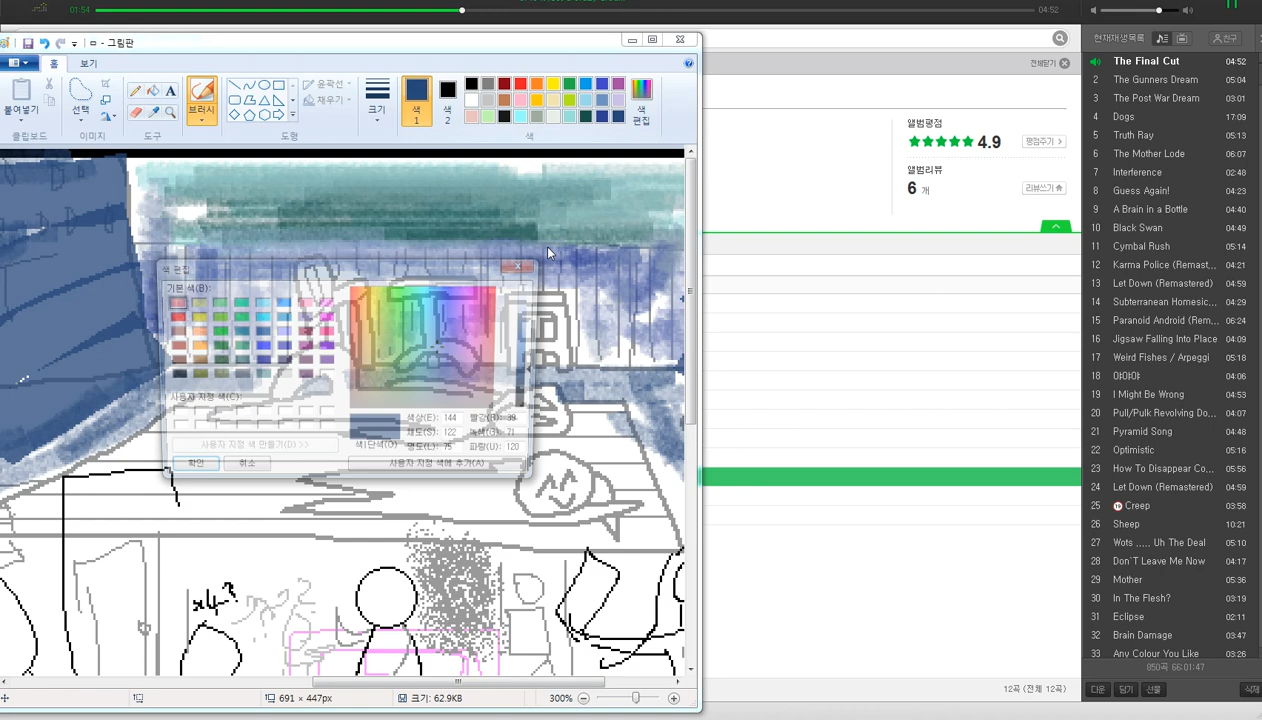 01:54
04:52
- 그림판
홈
보기
붙여넣기
선택
브러시
윤곽선
채우기
크기
색 1
색 2
색 편집
클립보드
이미지
도구
도형
색
색 편집
기본 색(B):
사용자 지정 색(C):
사용자 지정 색 만들기(D) >>
확인
취소
색상(E): 144
빨강(R): 39
채도(S): 122
녹색(G): 71
색|단색(O)
명도(L): 75
파랑(U): 120
사용자 지정 색에 추가(A)
691 × 447px
크기: 62.9KB
300%
전체닫기
앨범평점
4.9
평점주기 >
앨범리뷰
6 개
리뷰쓰기
12곡 (전체 12곡)
현재재생목록
친구
The Final Cut 04:52
2 The Gunners Dream 05:04
3 The Post War Dream 03:01
4 Dogs 17:09
5 Truth Ray 05:13
6 The Mother Lode 06:07
7 Interference 02:48
8 Guess Again! 04:23
9 A Brain in a Bottle 04:40
10 Black Swan 04:49
11 Cymbal Rush 05:14
12 Karma Police (Remast... 04:21
13 Let Down (Remastered) 04:59
14 Subterranean Homesic... 04:29
15 Paranoid Android (Rem... 06:24
16 Jigsaw Falling Into Place 04:08
17 Weird Fishes / Arpeggi 05:18
18 야야야 04:06
19 I Might Be Wrong 04:53
20 Pull/Pulk Revolving Do... 04:07
21 Pyramid Song 04:48
22 Optimistic 05:16
23 How To Disappear Co... 05:56
24 Let Down (Remastered) 04:59
25 19 Creep 03:58
26 Sheep 10:21
27 Wots ..... Uh The Deal 05:10
28 Don`T Leave Me Now 04:17
29 Mother 05:36
30 In The Flesh? 03:19
31 Eclipse 02:11
32 Brain Damage 03:47
33 Any Colour You Like 03:26
850곡 66:01:47
다운
담기
선물
삭제